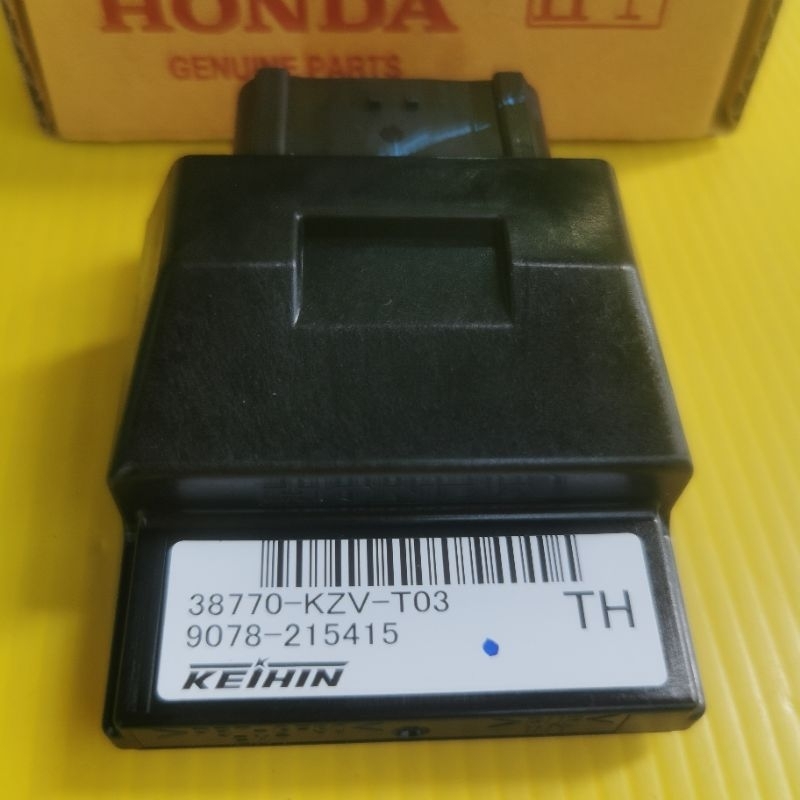 HONDA
GENUINE PARTS
38770-KZV-T03
TH
9078-215415
KEIHIN